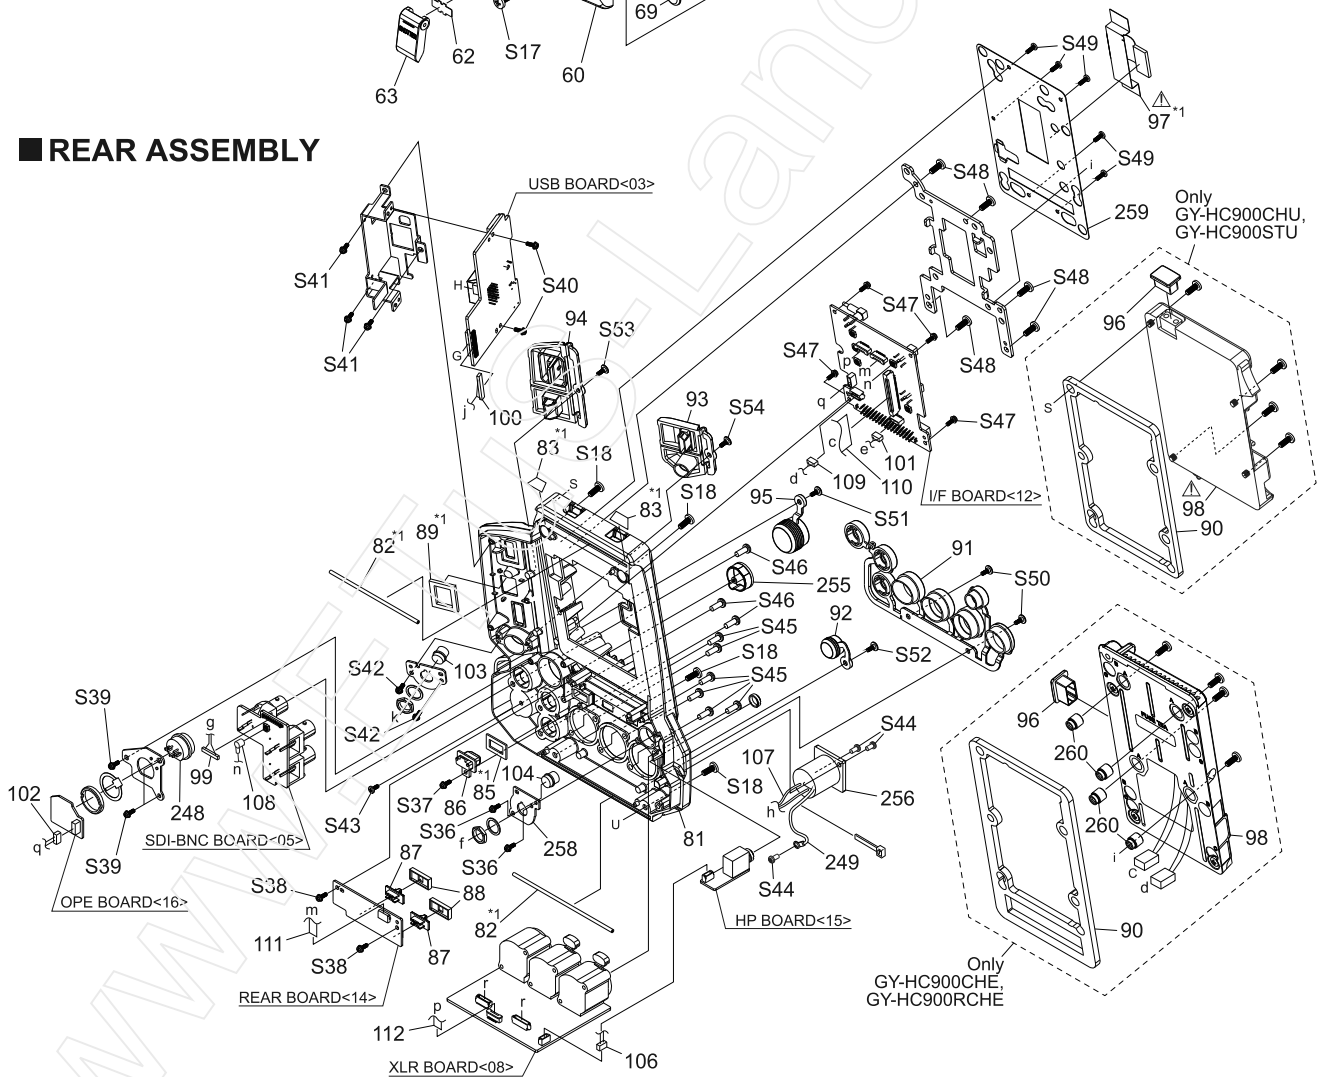 69
62
S17
60
63
■ REAR ASSEMBLY
S49
S49
97
*1
S49
i
259
S48
S48
S48
S48
USB BOARD<03>
S41
S41
H
G
S40
94
S53
j
100
93
S54
S47
S47
S47
S47
p
m
n
q
c
e
d
109
110
101
I/F BOARD<12>
Only
GY-HC900CHU,
GY-HC900STU
96
S
98
90
83
*1
S
S18
83
*1
S18
95
S51
82
*1
89
*1
S46
255
91
S50
S46
S45
92
S52
S18
S45
S42
103
k
S42
S39
g
n
99
248
108
102
q
S39
SDI-BNC BOARD<05>
OPE BOARD<16>
S43
S37
86
85
*1
104
S36
f
S36
258
U
81
S18
107
h
S44
256
249
S44
HP BOARD<15>
S38
87
88
m
111
S38
87
REAR BOARD<14>
82
*1
r
r
p
112
106
XLR BOARD<08>
96
260
260
i
c
d
98
90
Only
GY-HC900CHE,
GY-HC900RCHE